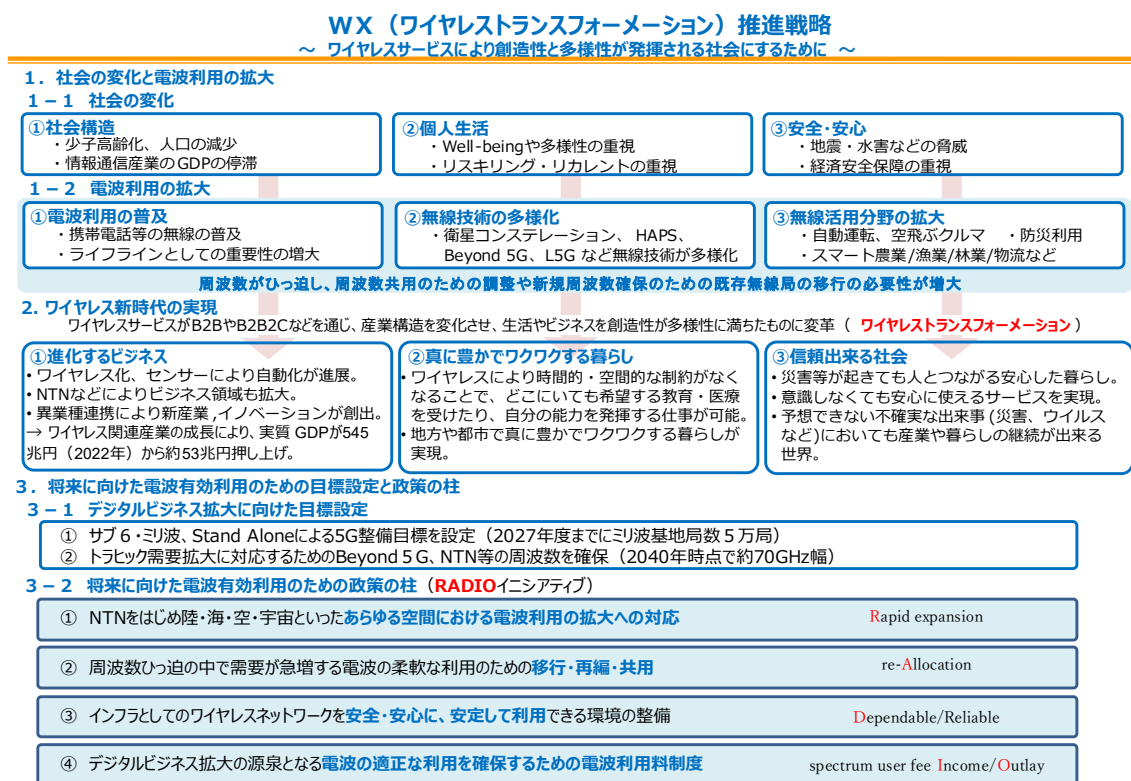 WX（ワイヤレストランスフォーメーション）推進戦略
～ ワイヤレスサービスにより創造性と多様性が発揮される社会にするために ～
１．社会の変化と電波利用の拡大
１－１ 社会の変化
①社会構造
・少子高齢化、人口の減少
・情報通信産業のGDPの停滞
②個人生活
・Well-beingや多様性の重視
・リスキリング・リカレントの重視
③安全・安心
・地震・水害などの脅威
・経済安全保障の重視
１－２ 電波利用の拡大
①電波利用の普及
・携帯電話等の無線の普及
・ライフラインとしての重要性の増大
②無線技術の多様化
・衛星コンステレーション、HAPS、
Beyond 5G、L5G など無線技術が多様化
③無線活用分野の拡大
・自動運転、空飛ぶクルマ ・防災利用
・スマート農業/漁業/林業/物流など
周波数がひっ迫し、周波数共用のための調整や新規周波数確保のための既存無線局の移行の必要性が増大
2. ワイヤレス新時代の実現
ワイヤレスサービスがB2BやB2B2Cなどを通じ、産業構造を変化させ、生活やビジネスを創造性が多様性に満ちたものに変革（ ワイヤレストランスフォーメーション ）
①進化するビジネス
• ワイヤレス化、センサーにより自動化が進展。
• NTNなどによりビジネス領域も拡大。
• 異業種連携により新産業,イノベーションが創出。
→ ワイヤレス関連産業の成長により、実質 GDPが545
兆円（2022年）から約53兆円押し上げ。
②真に豊かでワクワクする暮らし
• ワイヤレスにより時間的・空間的な制約がなく
なることで、どこにいても希望する教育・医療
を受けたり、自分の能力を発揮する仕事が可能。
• 地方や都市で真に豊かでワクワクする暮らしが
実現。
③信頼出来る社会
• 災害等が起きても人とつながる安心した暮らし。
• 意識しなくても安心に使えるサービスを実現。
• 予想できない不確実な出来事 (災害、ウイルス
など)においても産業や暮らしの継続が出来る
世界。
３．将来に向けた電波有効利用のための目標設定と政策の柱
３－１ デジタルビジネス拡大に向けた目標設定
① サブ６・ミリ波、Stand Aloneによる5G整備目標を設定（2027年度までにミリ波基地局数５万局）
② トラヒック需要拡大に対応するためのBeyond５G、NTN等の周波数を確保（2040年時点で約70GHz幅）
３－２ 将来に向けた電波有効利用のための政策の柱（RADIOイニシアティブ）
① NTNをはじめ陸・海・空・宇宙といったあらゆる空間における電波利用の拡大への対応 Rapid expansion
② 周波数ひっ迫の中で需要が急増する電波の柔軟な利用のための移行・再編・共用 re-Allocation
③ インフラとしてのワイヤレスネットワークを安全・安心に、安定して利用できる環境の整備 Dependable/Reliable
④ デジタルビジネス拡大の源泉となる電波の適正な利用を確保するための電波利用料制度 spectrum user fee Income/Outlay